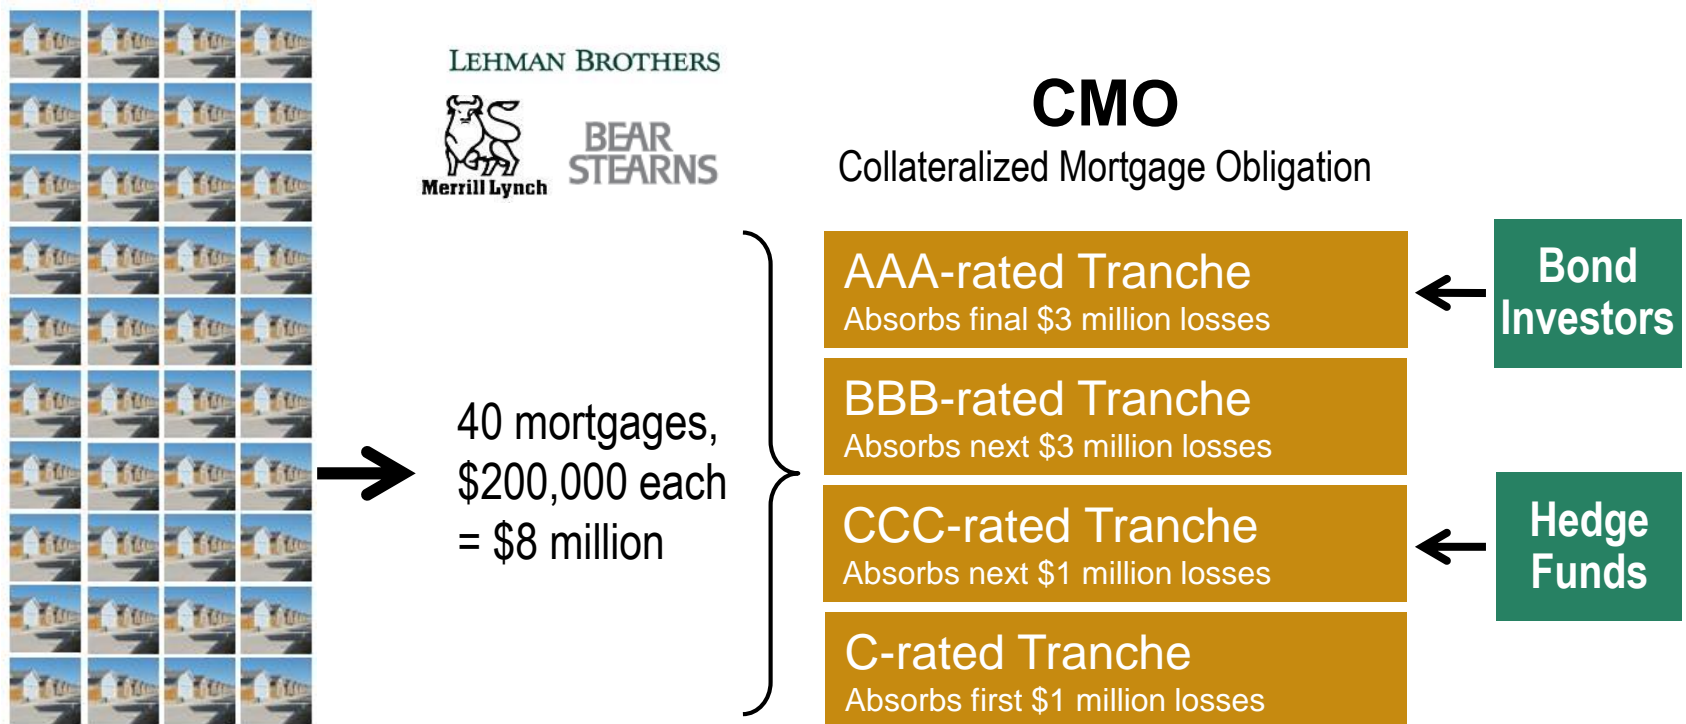 LEHMAN BROTHERS
Merrill Lynch
BEAR
STEARNS
CMO
Collateralized Mortgage Obligation
40 mortgages,
$200,000 each
= $8 million
AAA-rated Tranche
Absorbs final $3 million losses
BBB-rated Tranche
Absorbs next $3 million losses
CCC-rated Tranche
Absorbs next $1 million losses
C-rated Tranche
Absorbs first $1 million losses
Bond
Investors
Hedge
Funds